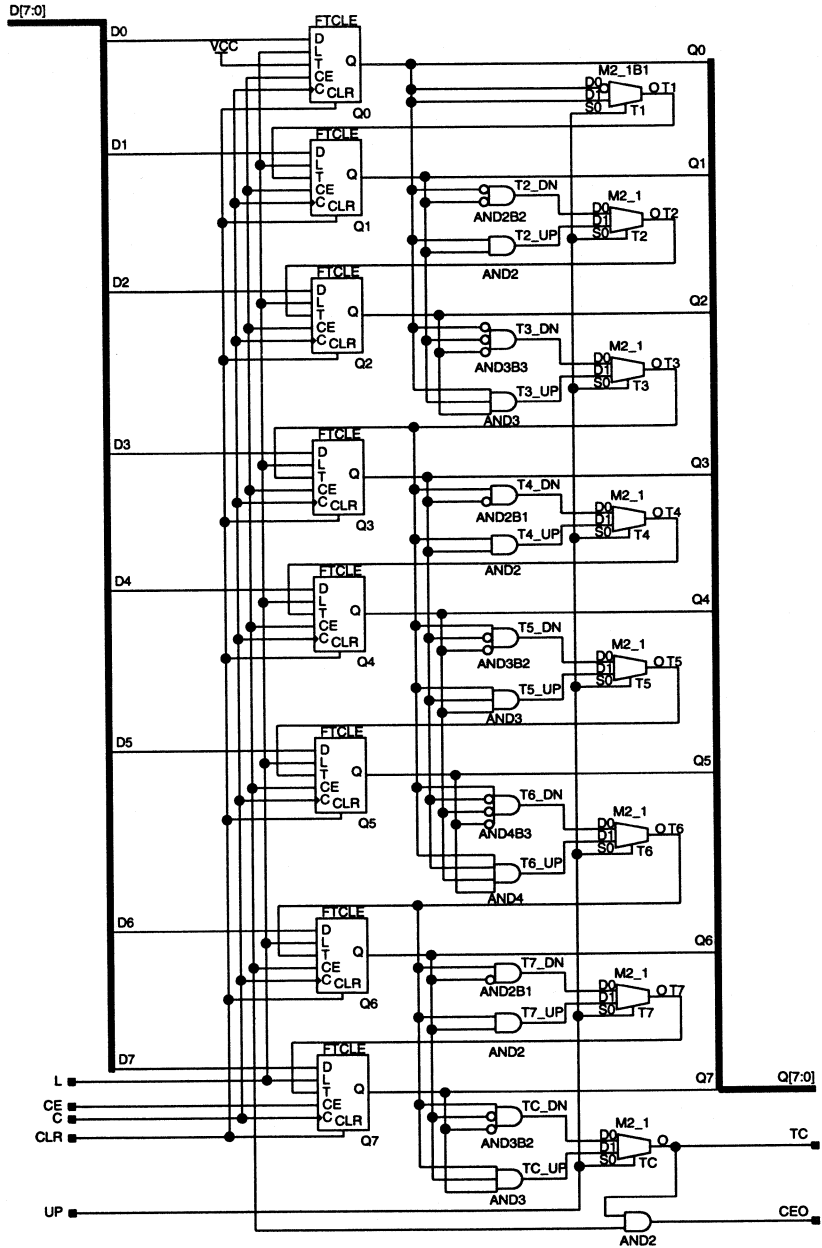 D[7:0]
D0
VCC
FTCLE
D
L
T
CE
C
CLR
Q
Q0
Q0
M2_1B1
D0
D1
S0
O
T1
T1
D1
FTCLE
D
L
T
CE
C
CLR
Q
Q1
Q1
T2_DN
AND2B2
T2_UP
AND2
M2_1
D0
D1
S0
O
T2
T2
D2
FTCLE
D
L
T
CE
C
CLR
Q
Q2
Q2
T3_DN
AND3B3
T3_UP
AND3
M2_1
D0
D1
S0
O
T3
T3
D3
FTCLE
D
L
T
CE
C
CLR
Q
Q3
Q3
T4_DN
AND2B1
T4_UP
AND2
M2_1
D0
D1
S0
O
T4
T4
D4
FTCLE
D
L
T
CE
C
CLR
Q
Q4
Q4
T5_DN
AND3B2
T5_UP
AND3
M2_1
D0
D1
S0
O
T5
T5
D5
FTCLE
D
L
T
CE
C
CLR
Q
Q5
Q5
T6_DN
AND4B3
T6_UP
AND4
M2_1
D0
D1
S0
O
T6
T6
D6
FTCLE
D
L
T
CE
C
CLR
Q
Q6
Q6
T7_DN
AND2B1
T7_UP
AND2
M2_1
D0
D1
S0
O
T7
T7
D7
FTCLE
D
L
T
CE
C
CLR
Q
Q7
Q7
Q[7:0]
L
CE
C
CLR
TC_DN
AND3B2
TC_UP
AND3
M2_1
D0
D1
S0
O
TC
TC
UP
AND2
CEO